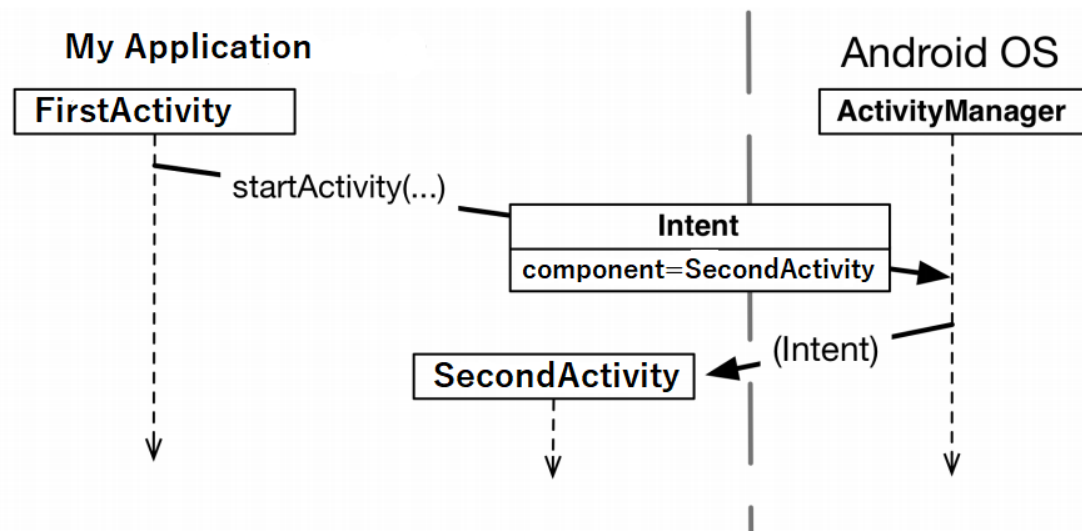 My Application
Android OS
FirstActivity
ActivityManager
startActivity(...)
Intent
component=SecondActivity
(Intent)
SecondActivity